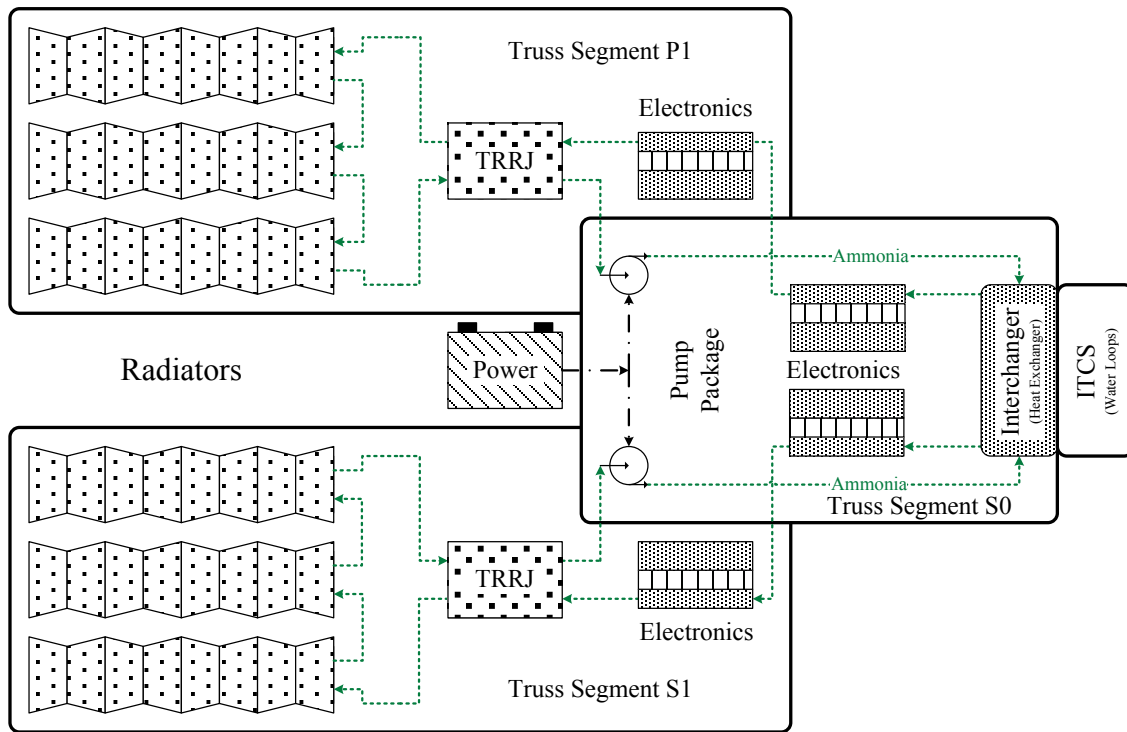 Truss Segment P1
Electronics
TRRJ
Ammonia
Radiators
Power
Pump
Package
Electronics
Interchanger
(Heat Exchanger)
ITCS
(Water Loops)
Ammonia
Truss Segment S0
TRRJ
Electronics
Truss Segment S1